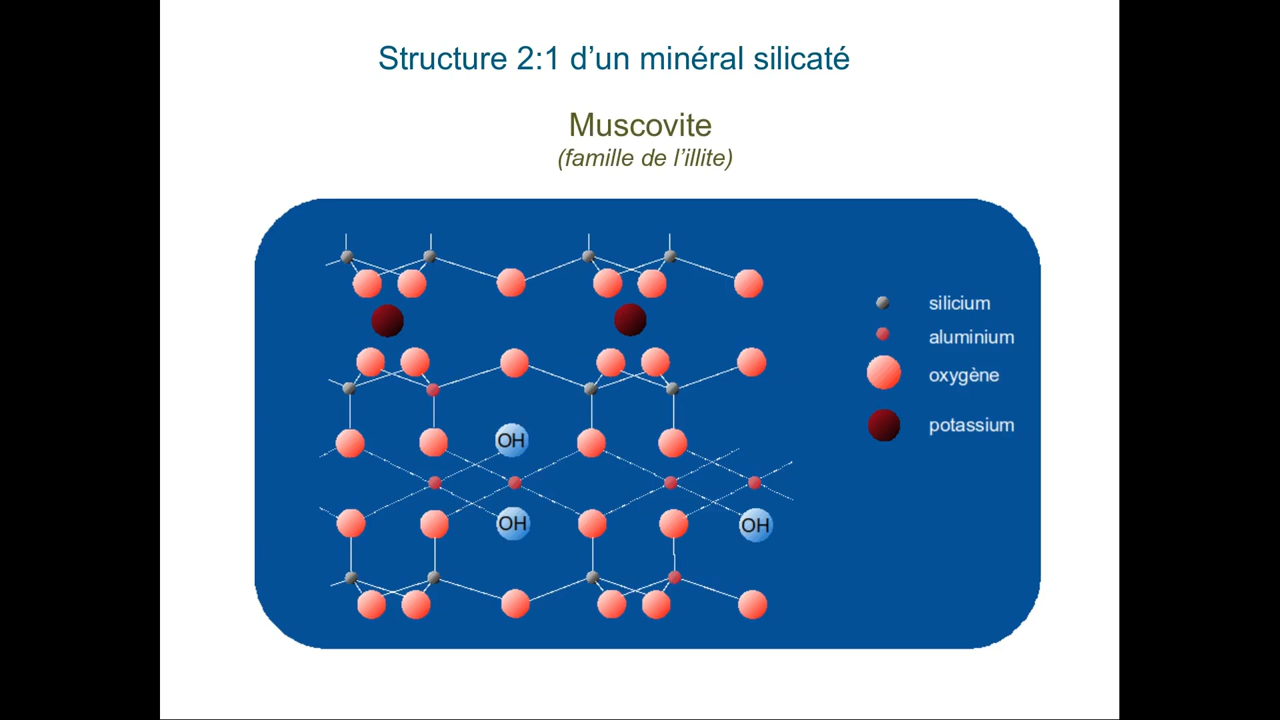 Structure 2:1 d’un minéral silicaté
Muscovite
(famille de l’illite)
silicium
aluminium
oxygène
potassium
OH
OH
OH